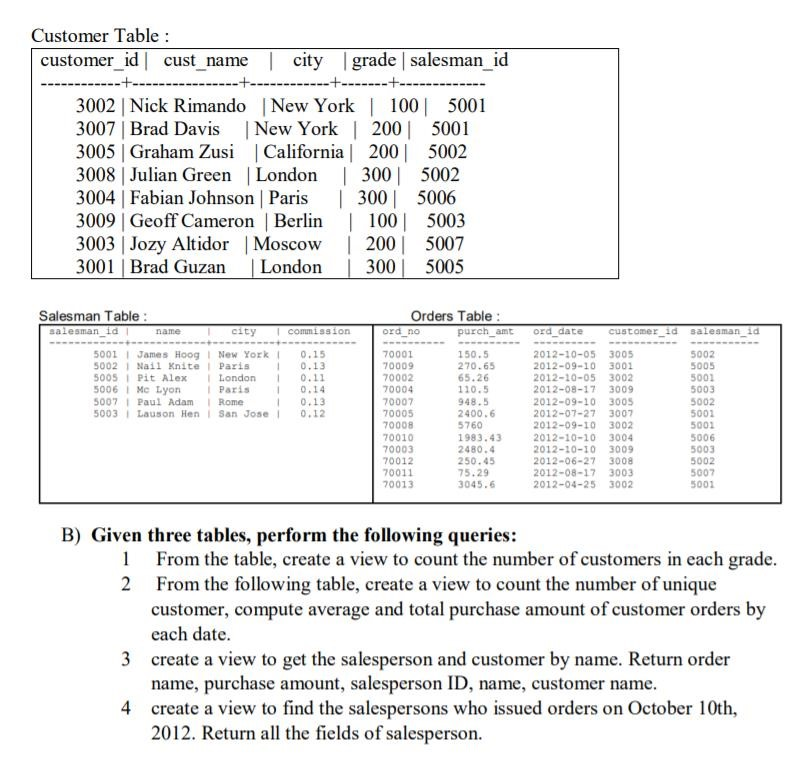 Customer Table :
customer_id | cust_name | city | grade | salesman_id
------------+----------------+------------+-------+-------------
3002 | Nick Rimando | New York | 100 | 5001
3007 | Brad Davis | New York | 200 | 5001
3005 | Graham Zusi | California | 200 | 5002
3008 | Julian Green | London | 300 | 5002
3004 | Fabian Johnson | Paris | 300 | 5006
3009 | Geoff Cameron | Berlin | 100 | 5003
3003 | Jozy Altidor | Moscow | 200 | 5007
3001 | Brad Guzan | London | 300 | 5005
Salesman Table :
salesman_id | name | city | commission
------------+------------+----------+------------
5001 | James Hoog | New York | 0.15
5002 | Nail Knite | Paris | 0.13
5005 | Pit Alex | London | 0.11
5006 | Mc Lyon | Paris | 0.14
5007 | Paul Adam | Rome | 0.13
5003 | Lauson Hen | San Jose | 0.12
Orders Table :
ord_no purch_amt ord_date customer_id salesman_id
---------- ---------- ---------- ----------- -----------
70001 150.5 2012-10-05 3005 5002
70009 270.65 2012-09-10 3001 5005
70002 65.26 2012-10-05 3002 5001
70004 110.5 2012-08-17 3009 5003
70007 948.5 2012-09-10 3005 5002
70005 2400.6 2012-07-27 3007 5001
70008 5760 2012-09-10 3002 5001
70010 1983.43 2012-10-10 3004 5006
70003 2480.4 2012-10-10 3009 5003
70012 250.45 2012-06-27 3008 5002
70011 75.29 2012-08-17 3003 5007
70013 3045.6 2012-04-25 3002 5001
B) Given three tables, perform the following queries:
1 From the table, create a view to count the number of customers in each grade.
2 From the following table, create a view to count the number of unique
customer, compute average and total purchase amount of customer orders by
each date.
3 create a view to get the salesperson and customer by name. Return order
name, purchase amount, salesperson ID, name, customer name.
4 create a view to find the salespersons who issued orders on October 10th,
2012. Return all the fields of salesperson.